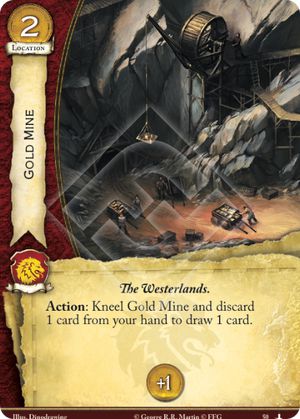 2
LOCATION
GOLD MINE
The Westerlands.
Action: Kneel Gold Mine and discard
1 card from your hand to draw 1 card.
+1
Illus. Dinodrawing © George R.R. Martin © FFG